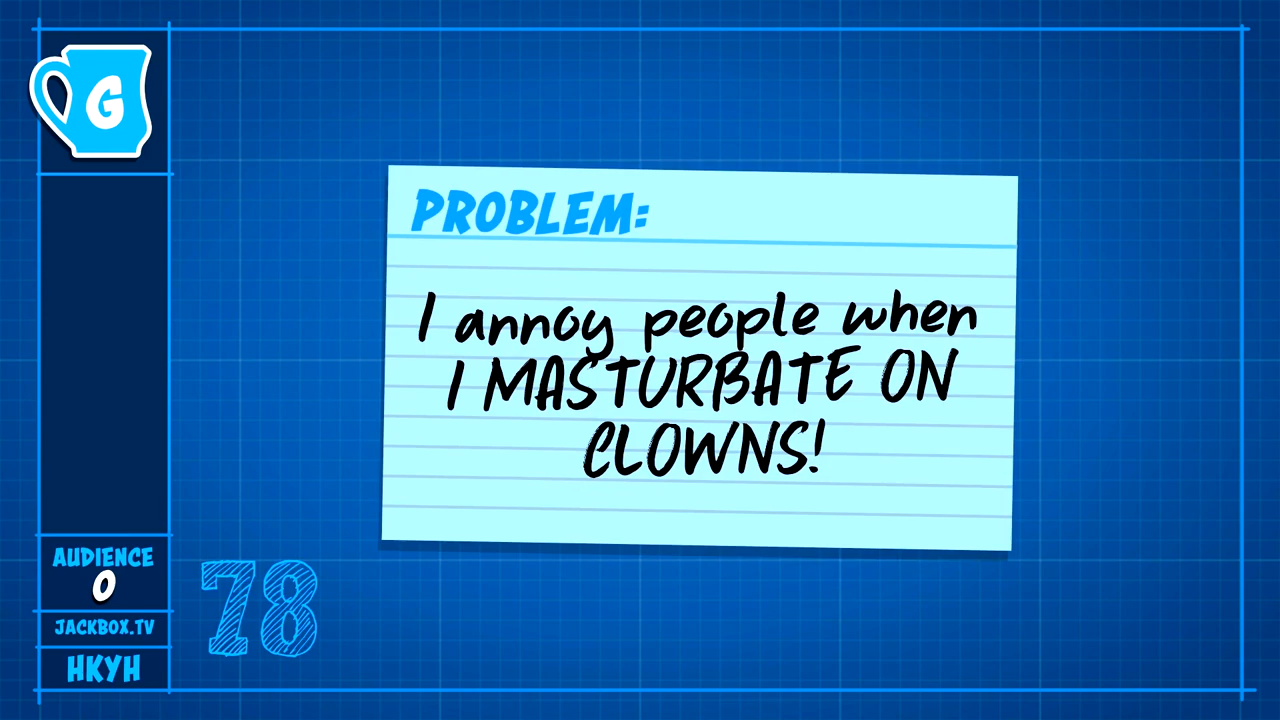 G
PROBLEM:
I annoy people when
I MASTURBATE ON
CLOWNS!
AUDIENCE
0
JACKBOX.TV
HKYH
78